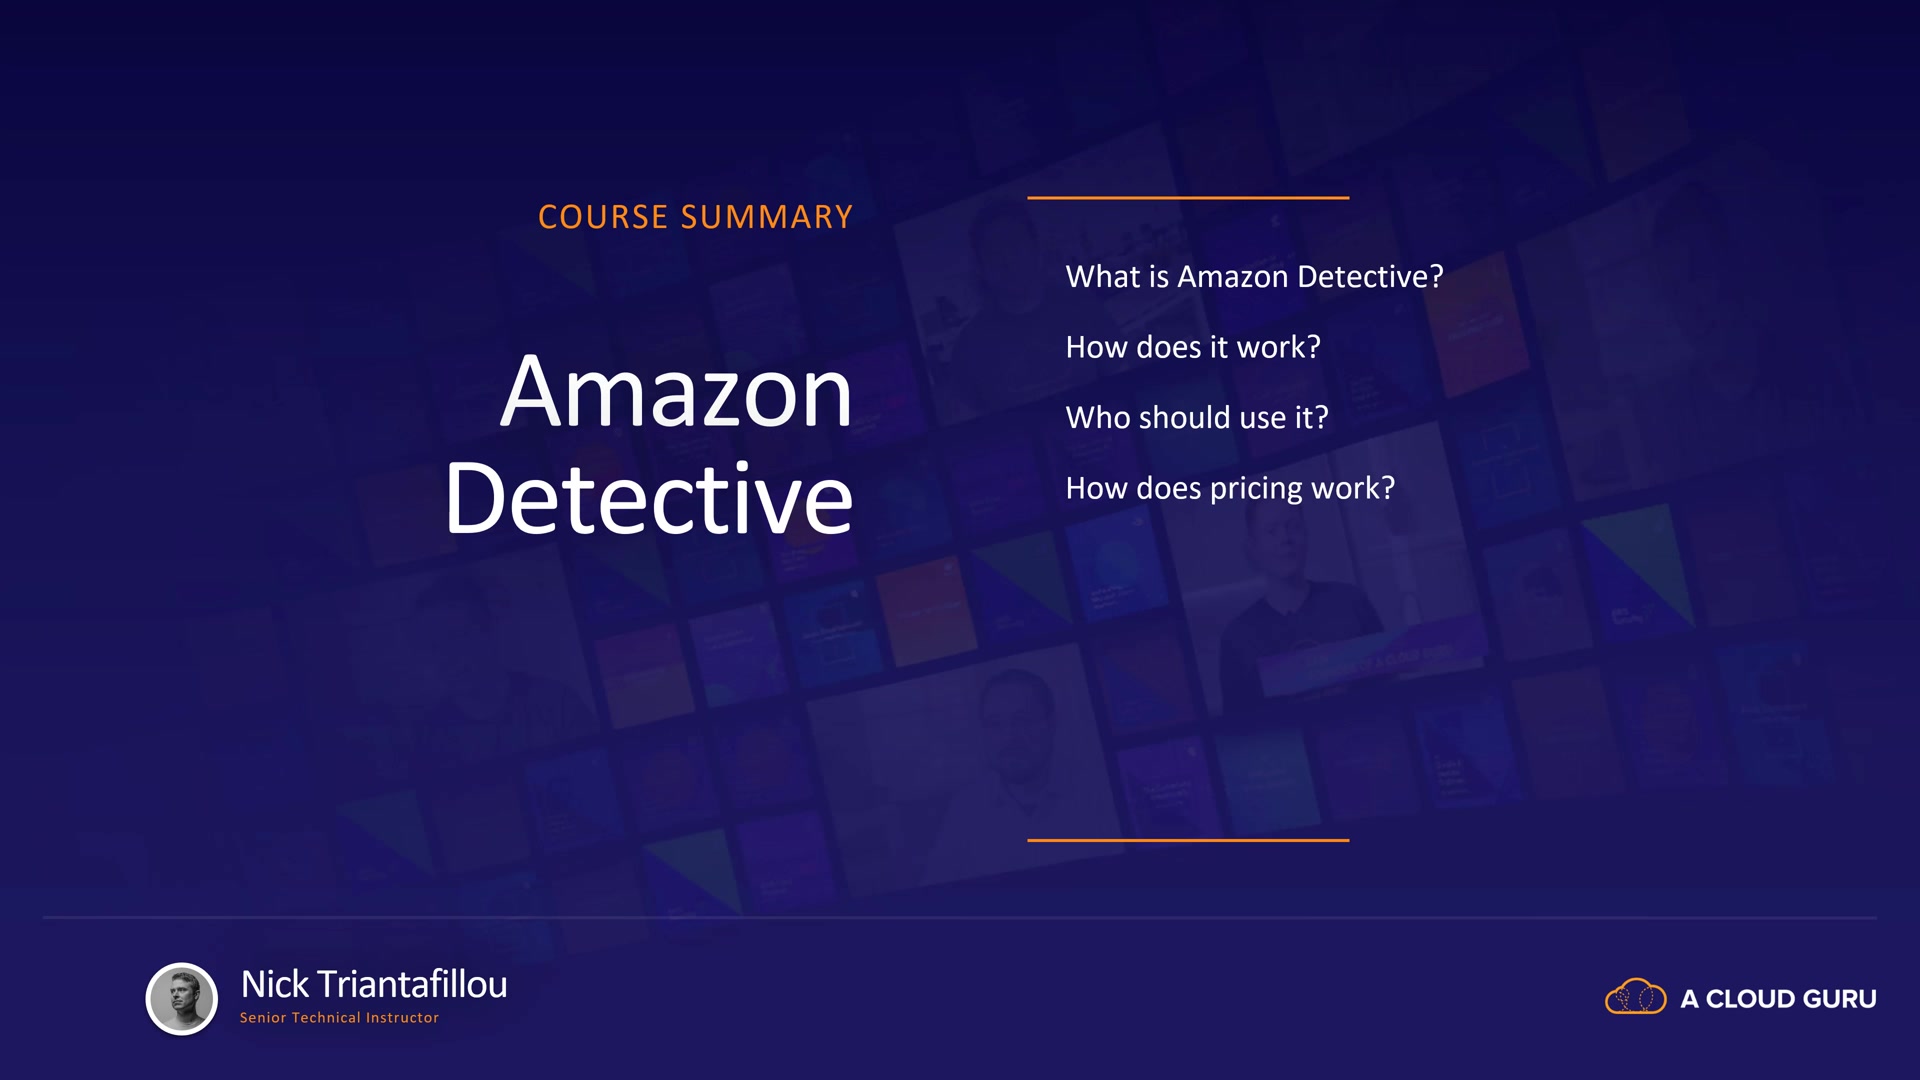 COURSE SUMMARY
Amazon
Detective
What is Amazon Detective?
How does it work?
Who should use it?
How does pricing work?
Nick Triantafillou
Senior Technical Instructor
A CLOUD GURU